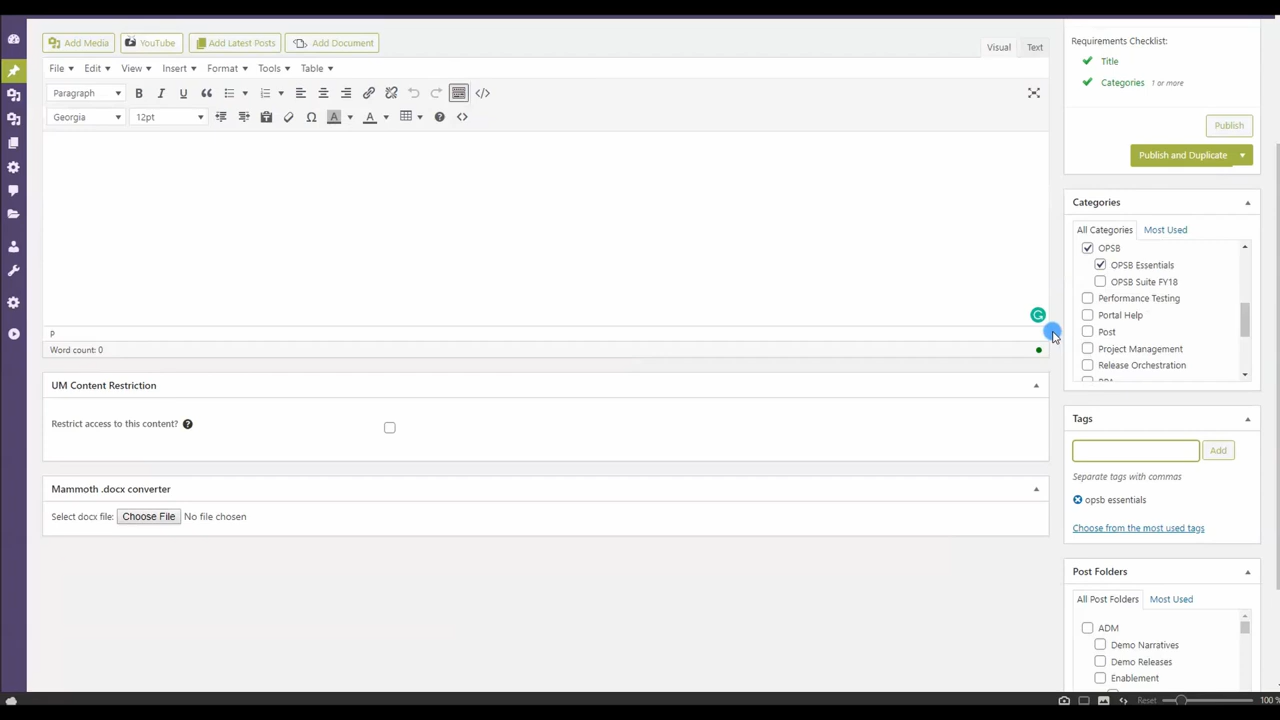 Add Media YouTube Add Latest Posts Add Document
Visual Text
File Edit View Insert Format Tools Table
Paragraph
Georgia 12pt
P
Word count: 0
UM Content Restriction
Restrict access to this content?
Mammoth .docx converter
Select docx file: Choose File No file chosen
Requirements Checklist:
Title
Categories 1 or more
Publish
Publish and Duplicate
Categories
All Categories Most Used
OPSB
OPSB Essentials
OPSB Suite FY18
Performance Testing
Portal Help
Post
Project Management
Release Orchestration
Tags
Add
Separate tags with commas
opsb essentials
Choose from the most used tags
Post Folders
All Post Folders Most Used
ADM
Demo Narratives
Demo Releases
Enablement
Reset 100 %